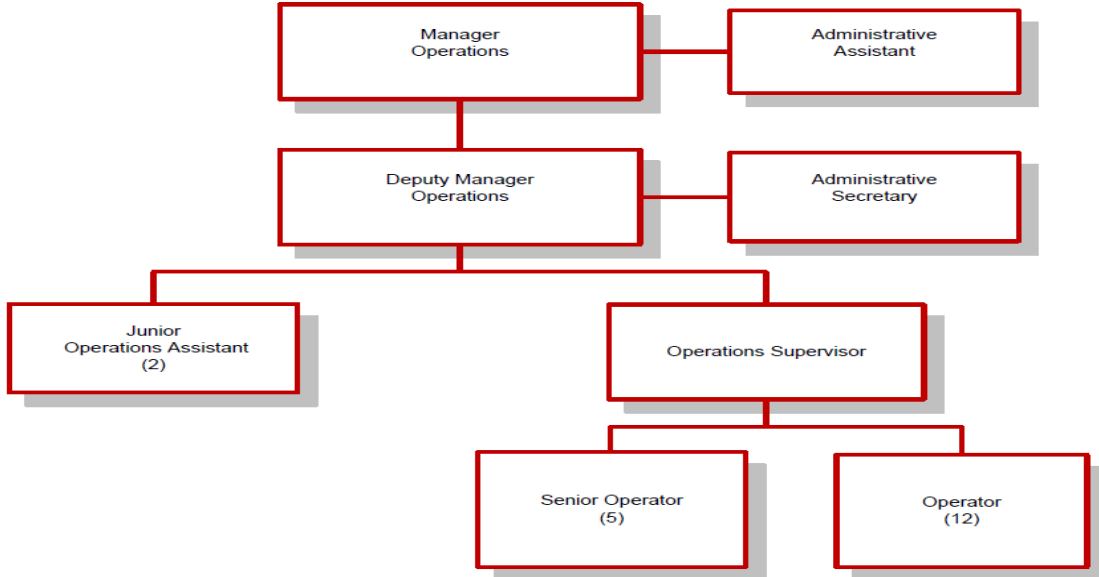 Manager
Operations
Administrative
Assistant
Deputy Manager
Operations
Administrative
Secretary
Junior
Operations Assistant
(2)
Operations Supervisor
Senior Operator
(5)
Operator
(12)